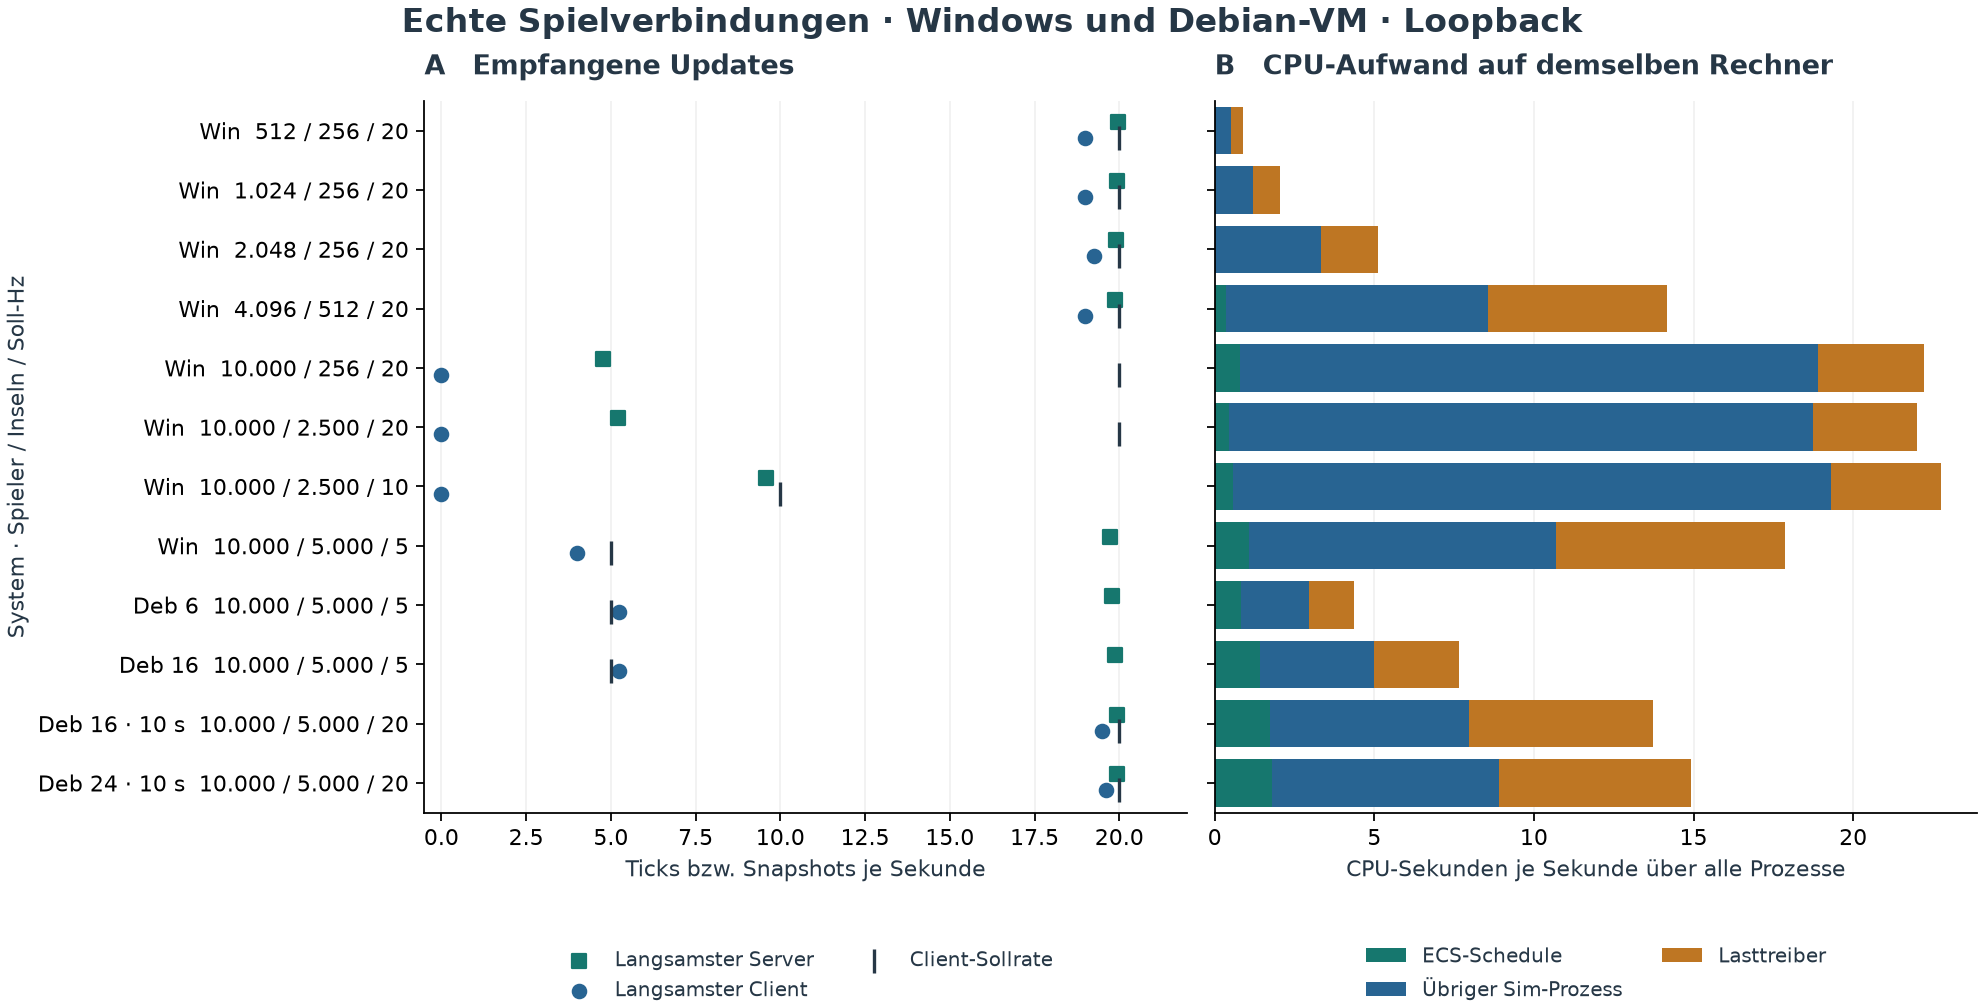 Echte Spielverbindungen · Windows und Debian-VM · Loopback
A Empfangene Updates
B CPU-Aufwand auf demselben Rechner
System · Spieler / Inseln / Soll-Hz
Win 512 / 256 / 20
Win 1.024 / 256 / 20
Win 2.048 / 256 / 20
Win 4.096 / 512 / 20
Win 10.000 / 256 / 20
Win 10.000 / 2.500 / 20
Win 10.000 / 2.500 / 10
Win 10.000 / 5.000 / 5
Deb 6 10.000 / 5.000 / 5
Deb 16 10.000 / 5.000 / 5
Deb 16 · 10 s 10.000 / 5.000 / 20
Deb 24 · 10 s 10.000 / 5.000 / 20
0.0 2.5 5.0 7.5 10.0 12.5 15.0 17.5 20.0
Ticks bzw. Snapshots je Sekunde
0 5 10 15 20
CPU-Sekunden je Sekunde über alle Prozesse
Langsamster Server
Langsamster Client
Client-Sollrate
ECS-Schedule
Übriger Sim-Prozess
Lasttreiber